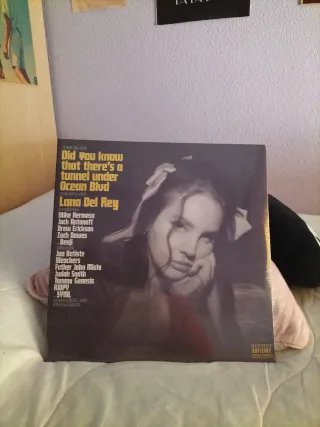 Did you know
that there's a
tunnel under
Ocean Blvd
Lana Del Rey
Mike Hermosa
Jack Antonoff
Drew Erickson
Zach Dawes
Benji
Jon Batiste
Bleachers
Father John Misty
Judah Smith
Tommy Genesis
RIOPY
SYML